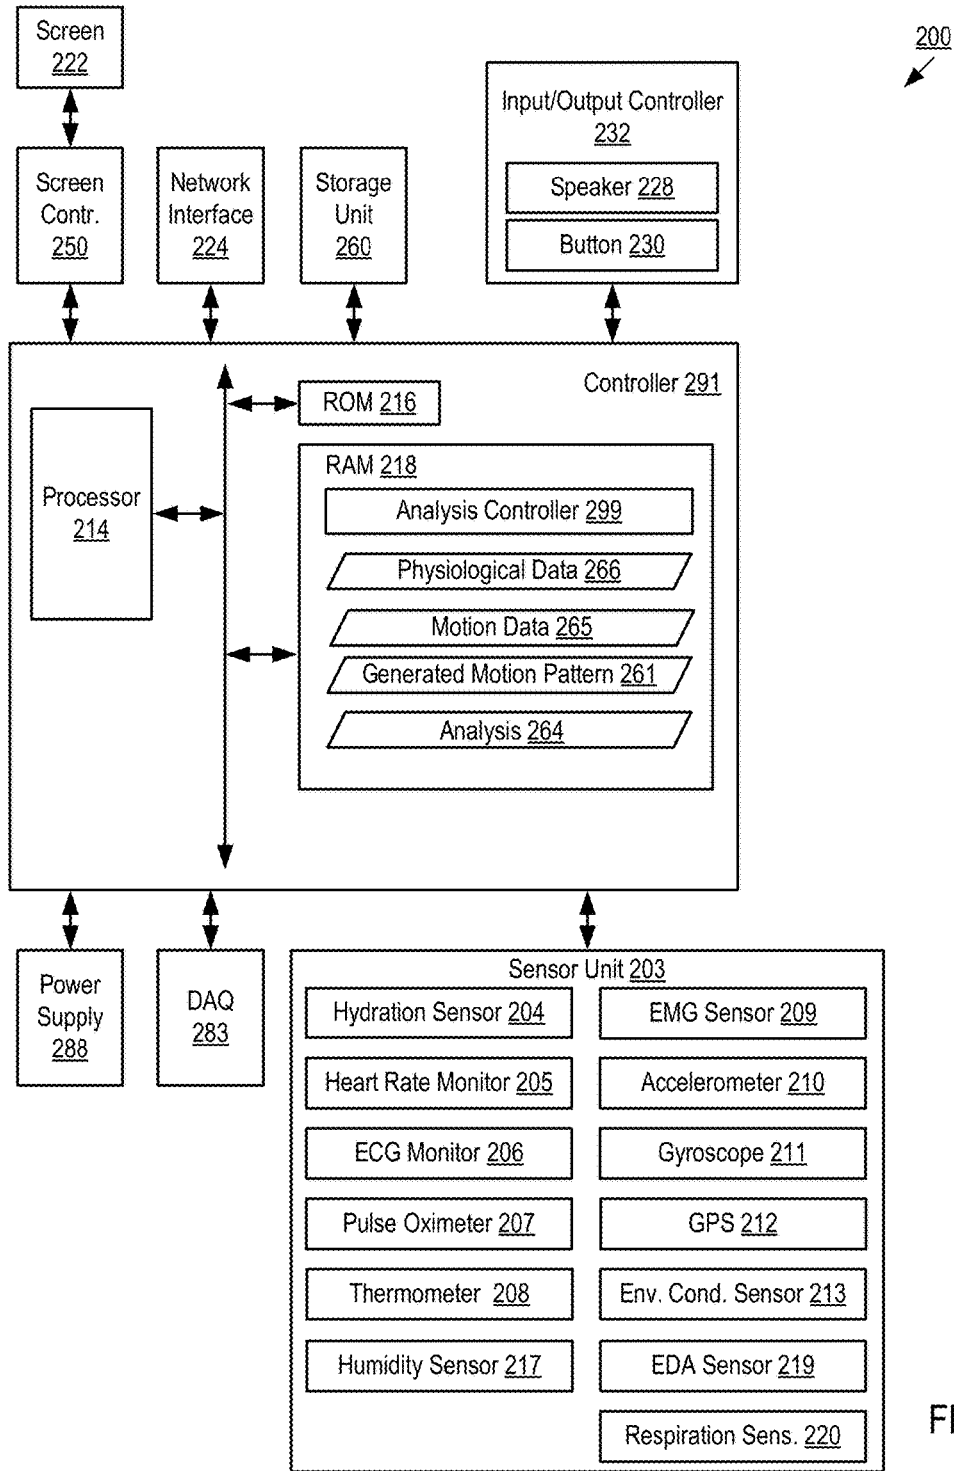 Screen
222
200
Input/Output Controller
232
Speaker 228
Button 230
Screen
Contr.
250
Network
Interface
224
Storage
Unit
260
Controller 291
Processor
214
ROM 216
RAM 218
Analysis Controller 299
Physiological Data 266
Motion Data 265
Generated Motion Pattern 261
Analysis 264
Power
Supply
288
DAQ
283
Sensor Unit 203
Hydration Sensor 204
EMG Sensor 209
Heart Rate Monitor 205
Accelerometer 210
ECG Monitor 206
Gyroscope 211
Pulse Oximeter 207
GPS 212
Thermometer 208
Env. Cond. Sensor 213
Humidity Sensor 217
EDA Sensor 219
Respiration Sens. 220